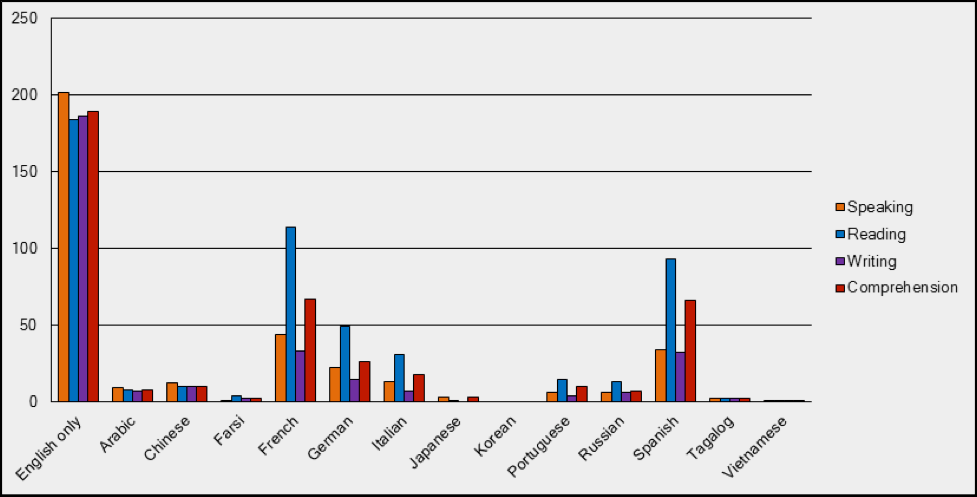 250
200
150
100
50
0
English only
Arabic
Chinese
Farsi
French
German
Italian
Japanese
Korean
Portuguese
Russian
Spanish
Tagalog
Vietnamese
Speaking
Reading
Writing
Comprehension